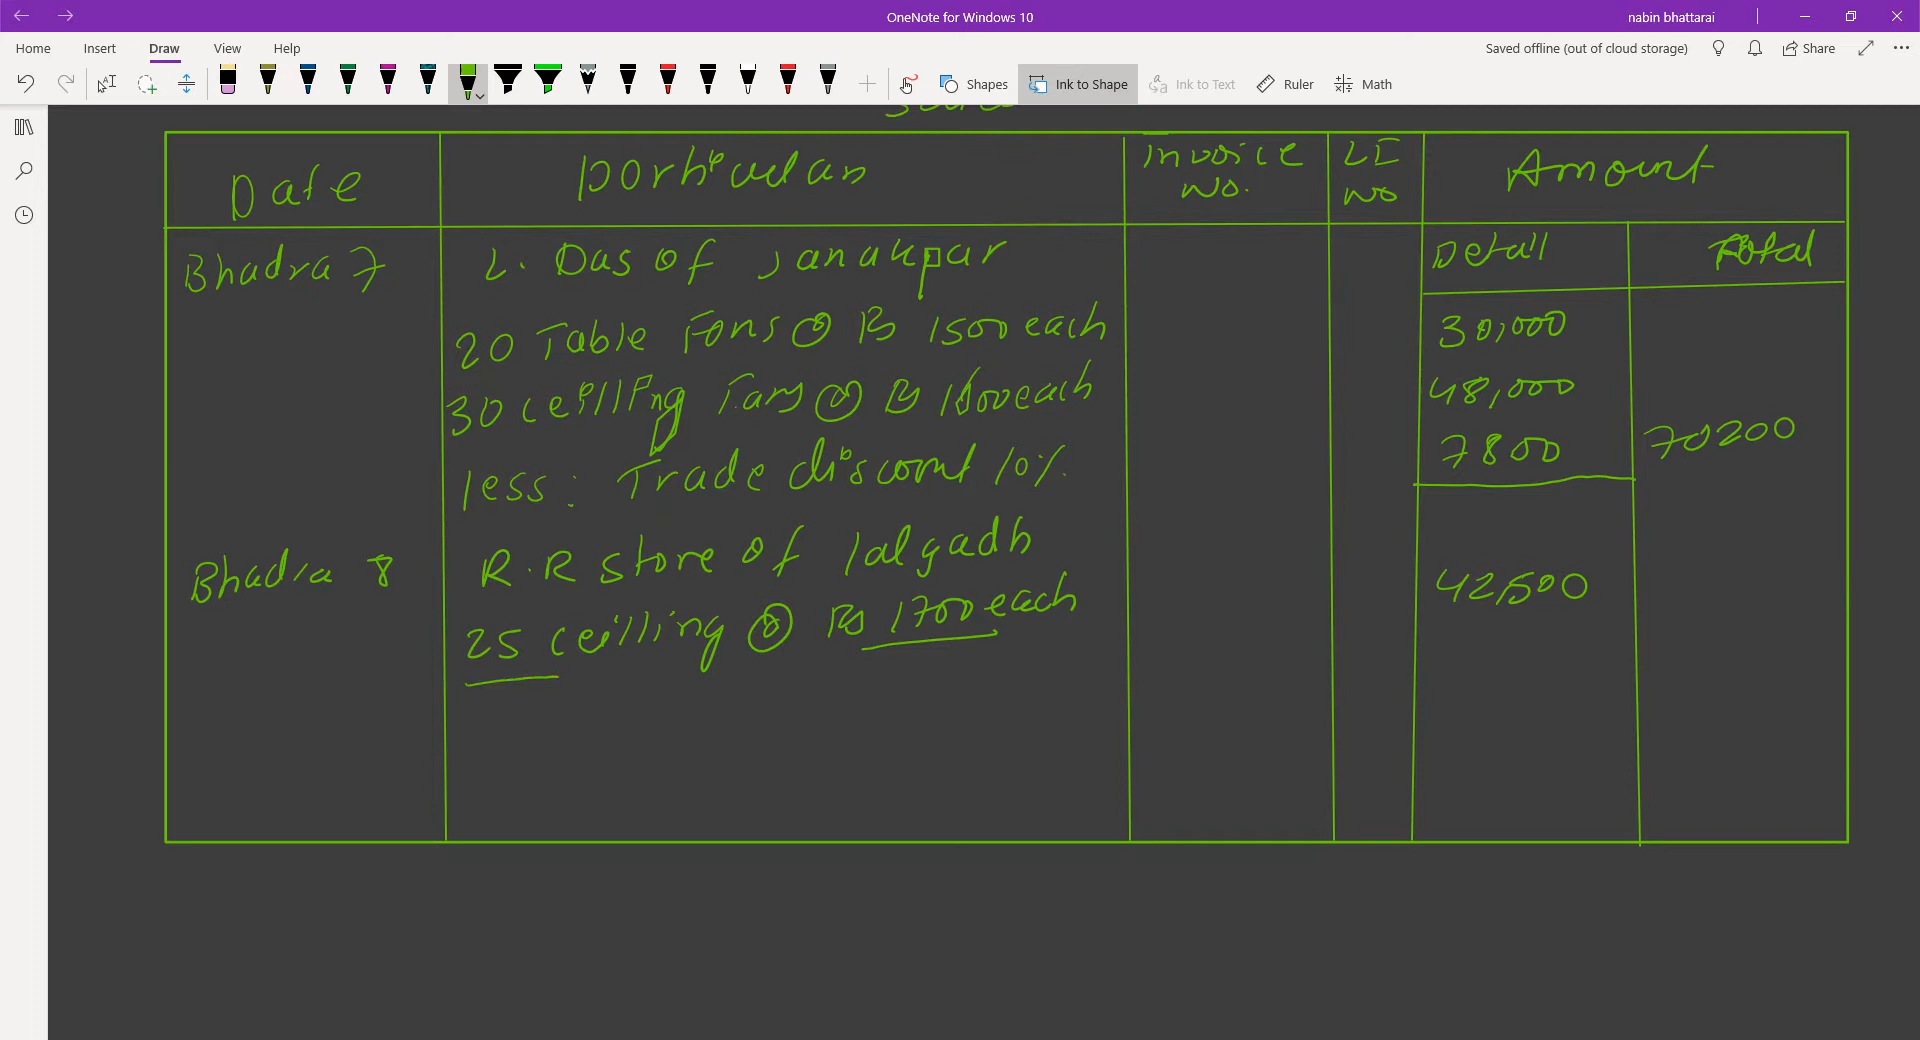 OneNote for Windows 10
nabin bhattarai
Home Insert Draw View Help
Saved offline (out of cloud storage)
Share
Shapes
Ink to Shape
Ink to Text
Ruler
Math
Date
Invoice No.
Amount
Detail
Total
Bhadra 7
L. Das of Janakpur
20 Table Fans @ Rs 1500 each
30,000
30 Ceilling Fans @ Rs 1600 each
48,000
less: Trade discount 10%
7800
70200
Bhadra 8
R.R store of lalgadh
25 ceilling @ Rs 1700 each
42,500